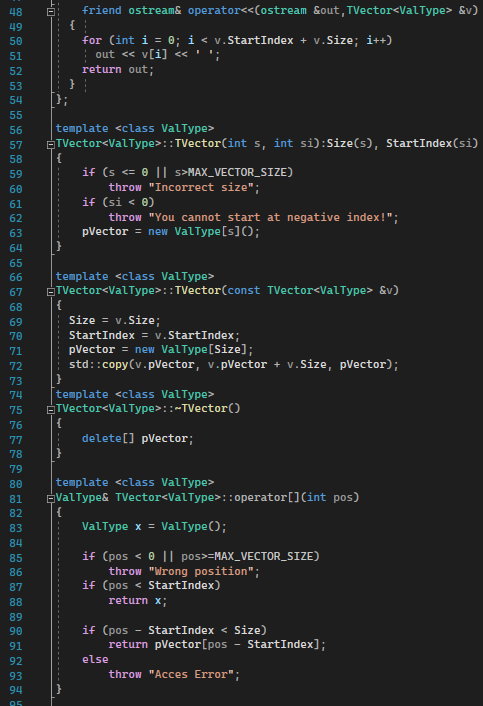 48 friend ostream& operator<<(ostream &out,TVector<ValType> &v)
49 {
50 for (int i = 0; i < v.StartIndex + v.Size; i++)
51 out << v[i] << ' ';
52 return out;
53 }
54 };
55
56 template <class ValType>
57 TVector<ValType>::TVector(int s, int si):Size(s), StartIndex(si)
58 {
59 if (s <= 0 || s>MAX_VECTOR_SIZE)
60 throw "Incorrect size";
61 if (si < 0)
62 throw "You cannot start at negative index!";
63 pVector = new ValType[s]();
64 }
65
66 template <class ValType>
67 TVector<ValType>::TVector(const TVector<ValType> &v)
68 {
69 Size = v.Size;
70 StartIndex = v.StartIndex;
71 pVector = new ValType[Size];
72 std::copy(v.pVector, v.pVector + v.Size, pVector);
73 }
74 template <class ValType>
75 TVector<ValType>::~TVector()
76 {
77 delete[] pVector;
78 }
79
80 template <class ValType>
81 ValType& TVector<ValType>::operator[](int pos)
82 {
83 ValType x = ValType();
84
85 if (pos < 0 || pos>=MAX_VECTOR_SIZE)
86 throw "Wrong position";
87 if (pos < StartIndex)
88 return x;
89
90 if (pos - StartIndex < Size)
91 return pVector[pos - StartIndex];
92 else
93 throw "Acces Error";
94 }
95